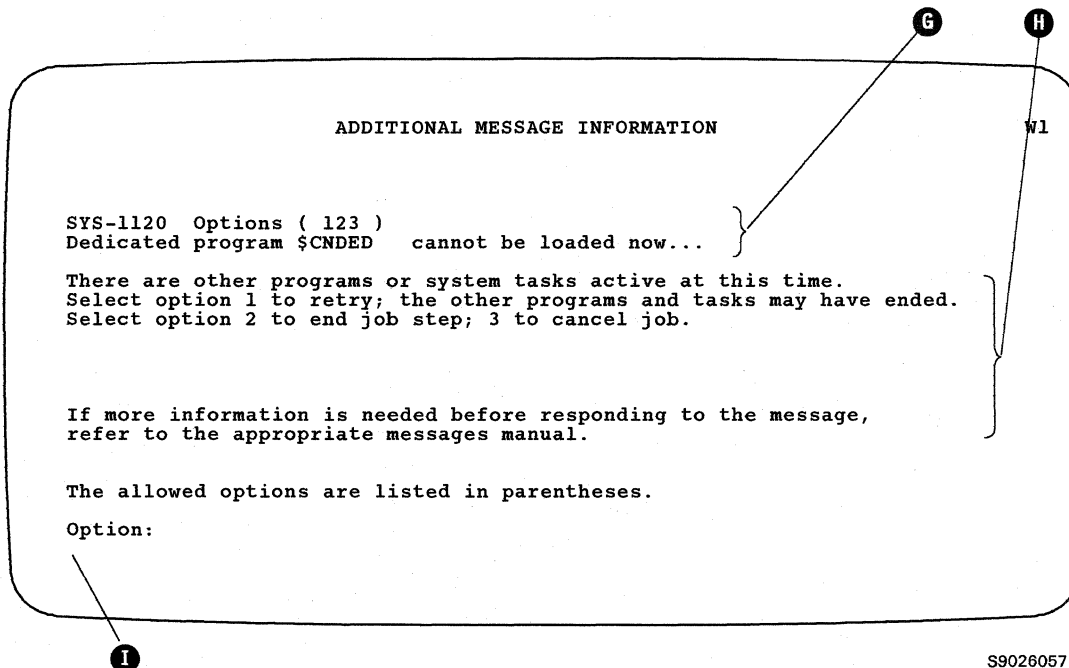 G H
ADDITIONAL MESSAGE INFORMATION W1
SYS-1120 Options ( 123 )
Dedicated program $CNDED cannot be loaded now...
There are other programs or system tasks active at this time.
Select option 1 to retry; the other programs and tasks may have ended.
Select option 2 to end job step; 3 to cancel job.
If more information is needed before responding to the message,
refer to the appropriate messages manual.
The allowed options are listed in parentheses.
Option:
I
S9026057